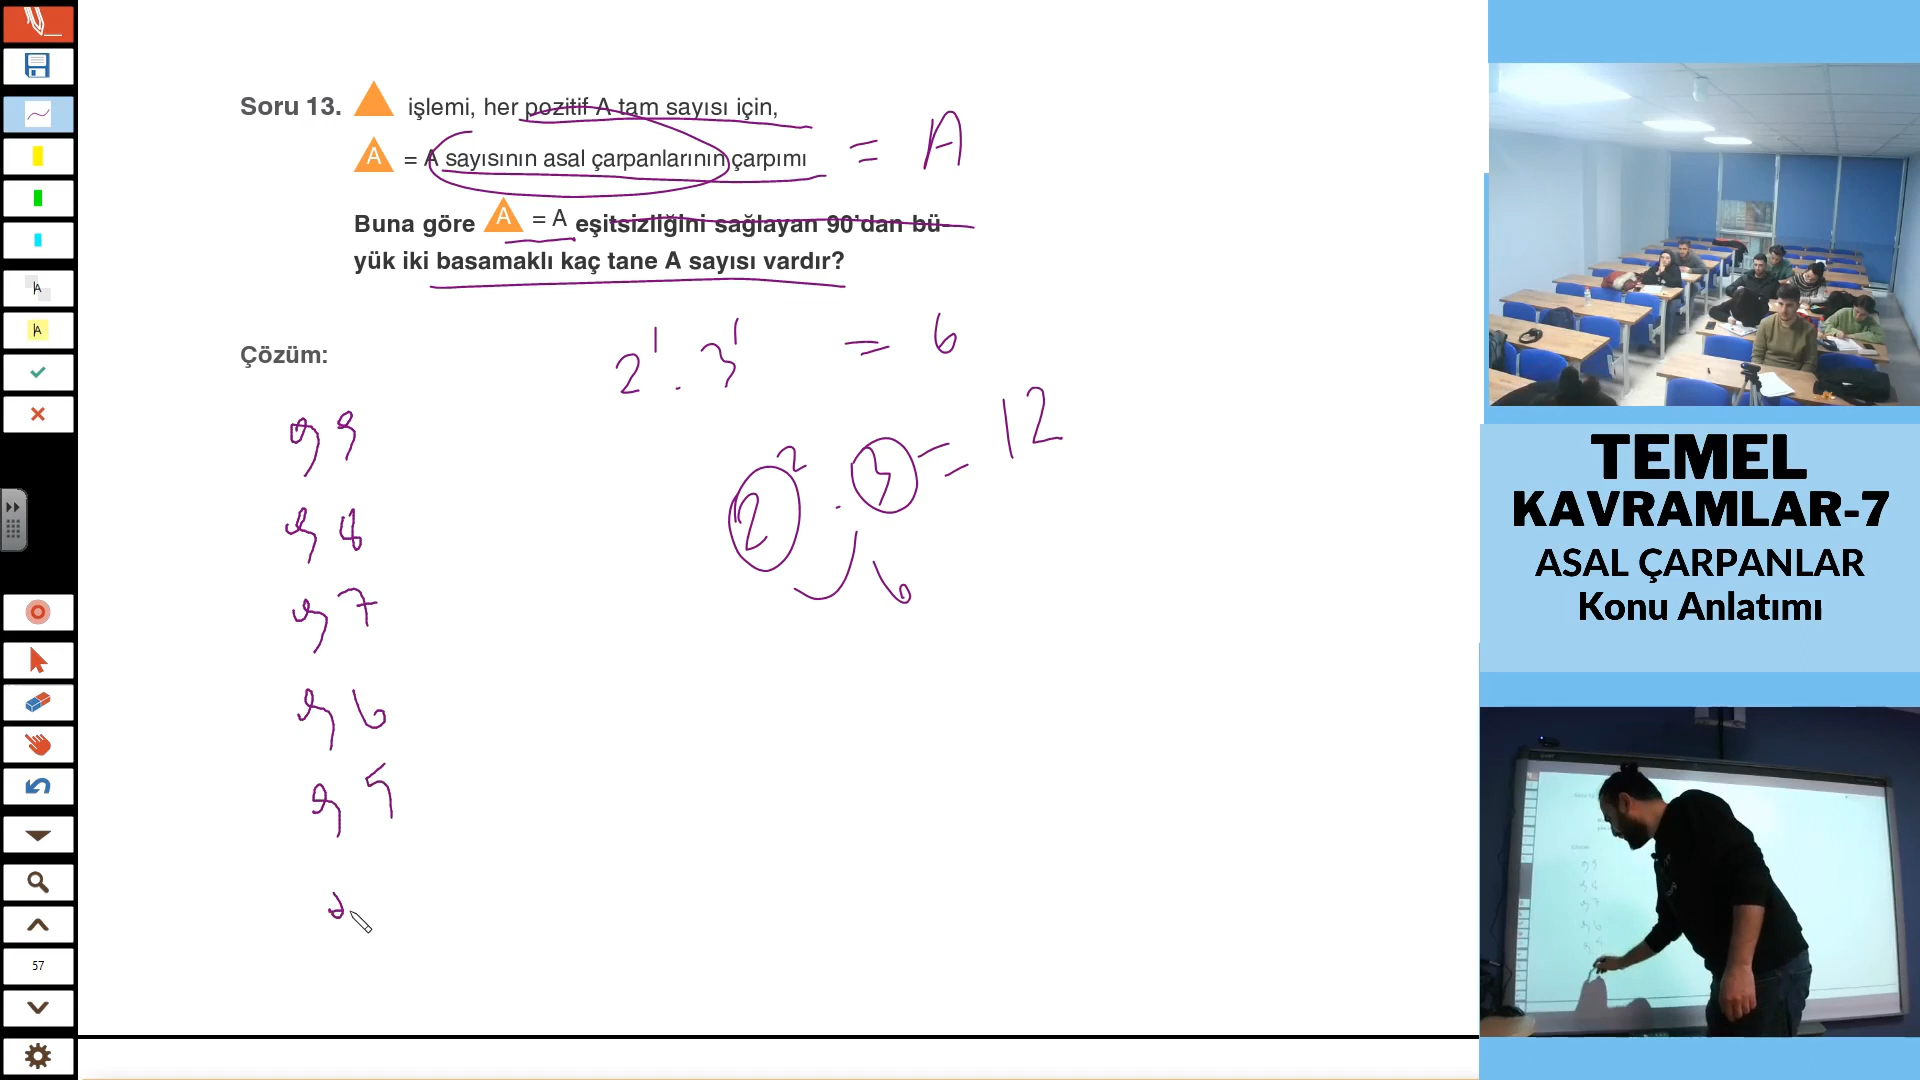 Soru 13. işlemi, her pozitif A tam sayısı için,
A = A sayısının asal çarpanlarının çarpımı = A
Buna göre A = A eşitsizliğini sağlayan 90'dan bü-
yük iki basamaklı kaç tane A sayısı vardır?
Çözüm:
2¹ . 3¹ = 6
2² . 3 = 12
6
99
98
97
96
95
57
TEMEL
KAVRAMLAR-7
ASAL ÇARPANLAR
Konu Anlatımı